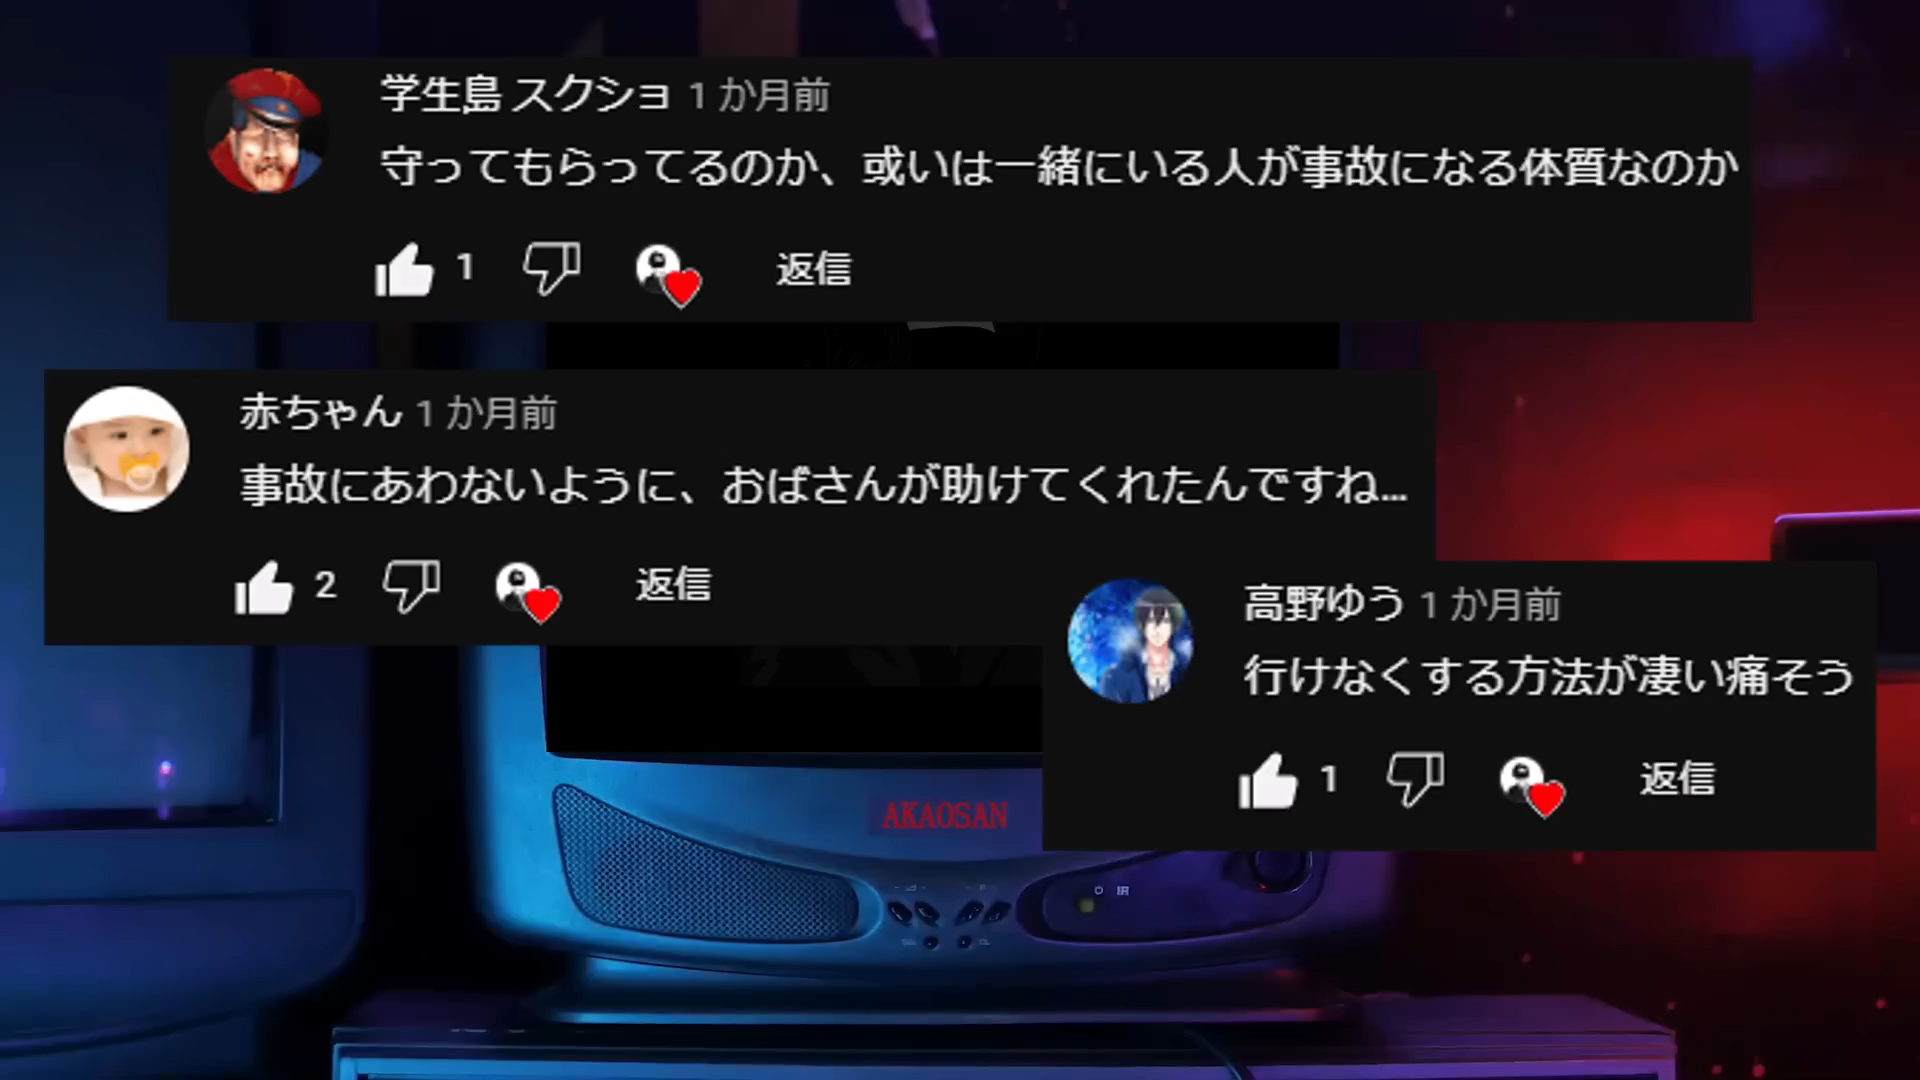 学生島 スクショ 1 か月前
守ってもらってるのか、或いは一緒にいる人が事故になる体質なのか
1 返信
赤ちゃん 1 か月前
事故にあわないように、おばさんが助けてくれたんですね...
2 返信
高野ゆう 1 か月前
行けなくする方法が凄い痛そう
1 返信
AKAOSAN
IR